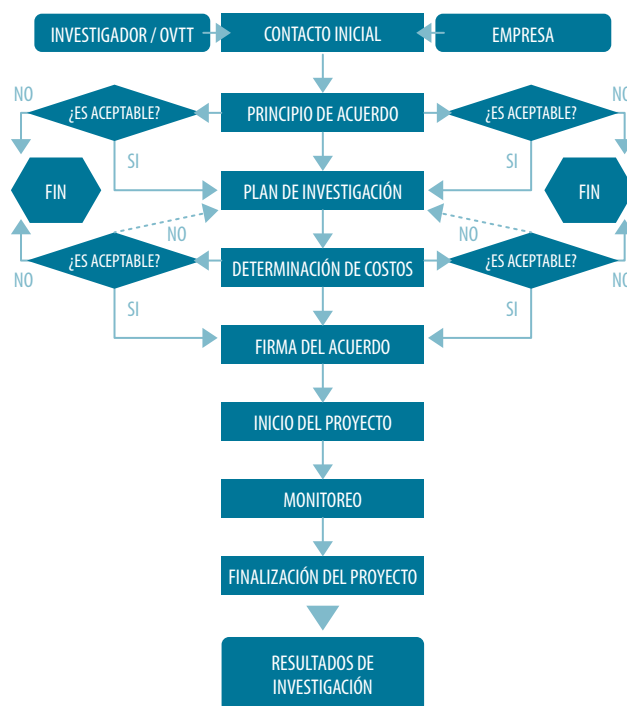 INVESTIGADOR / OVTT
CONTACTO INICIAL
EMPRESA
NO
¿ES ACEPTABLE?
PRINCIPIO DE ACUERDO
¿ES ACEPTABLE?
NO
SI
SI
FIN
PLAN DE INVESTIGACIÓN
FIN
NO
NO
¿ES ACEPTABLE?
DETERMINACIÓN DE COSTOS
¿ES ACEPTABLE?
NO
NO
SI
SI
FIRMA DEL ACUERDO
INICIO DEL PROYECTO
MONITOREO
FINALIZACIÓN DEL PROYECTO
RESULTADOS DE
INVESTIGACIÓN